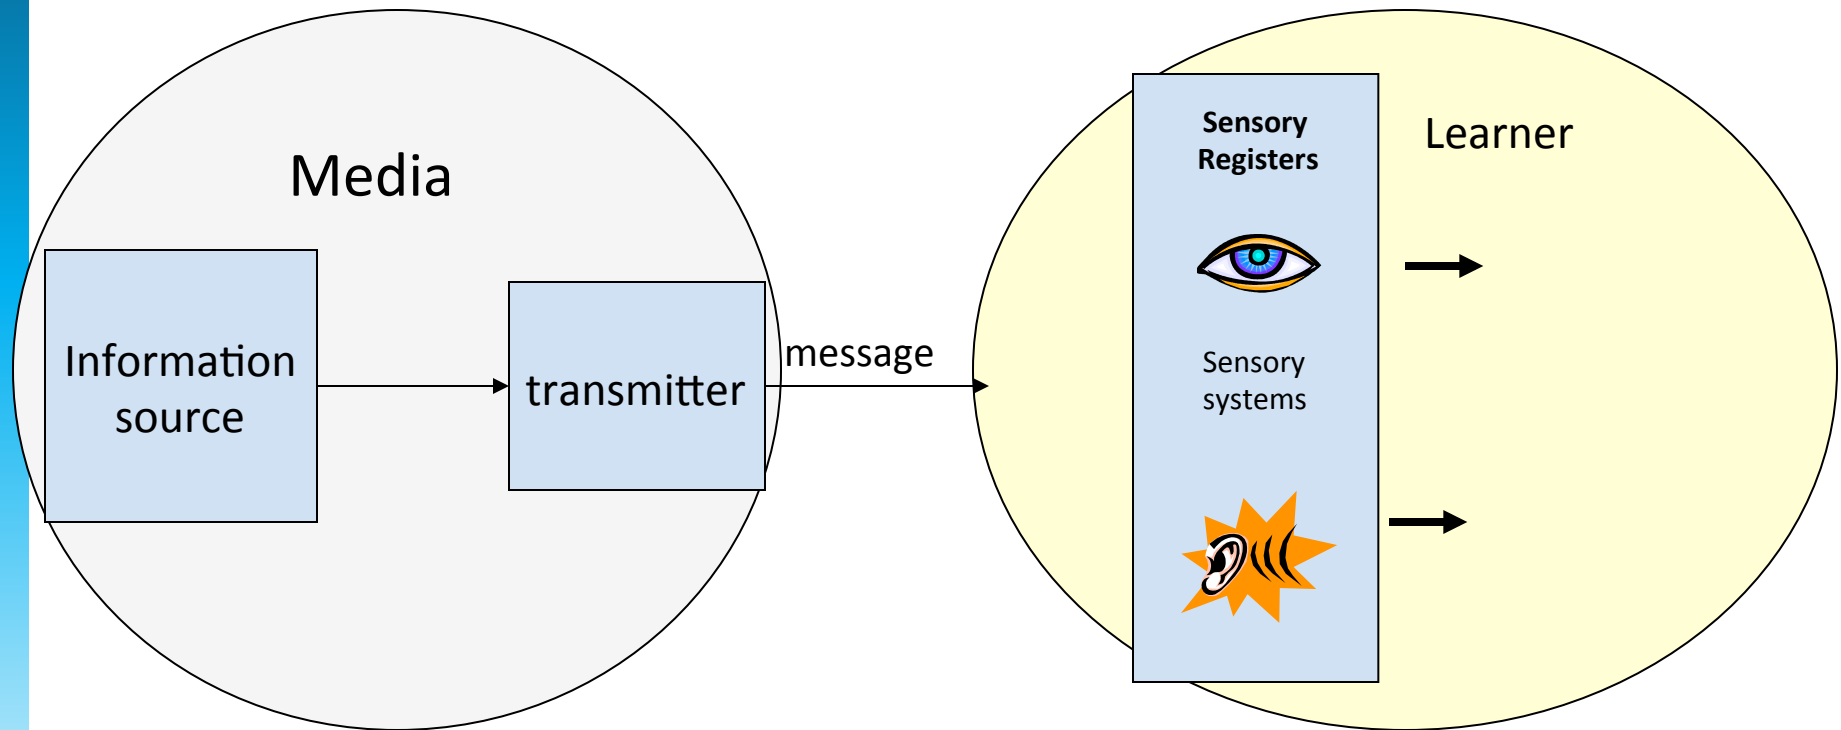 Media
Information
source
transmitter
message
Sensory
Registers
Sensory
systems
Learner